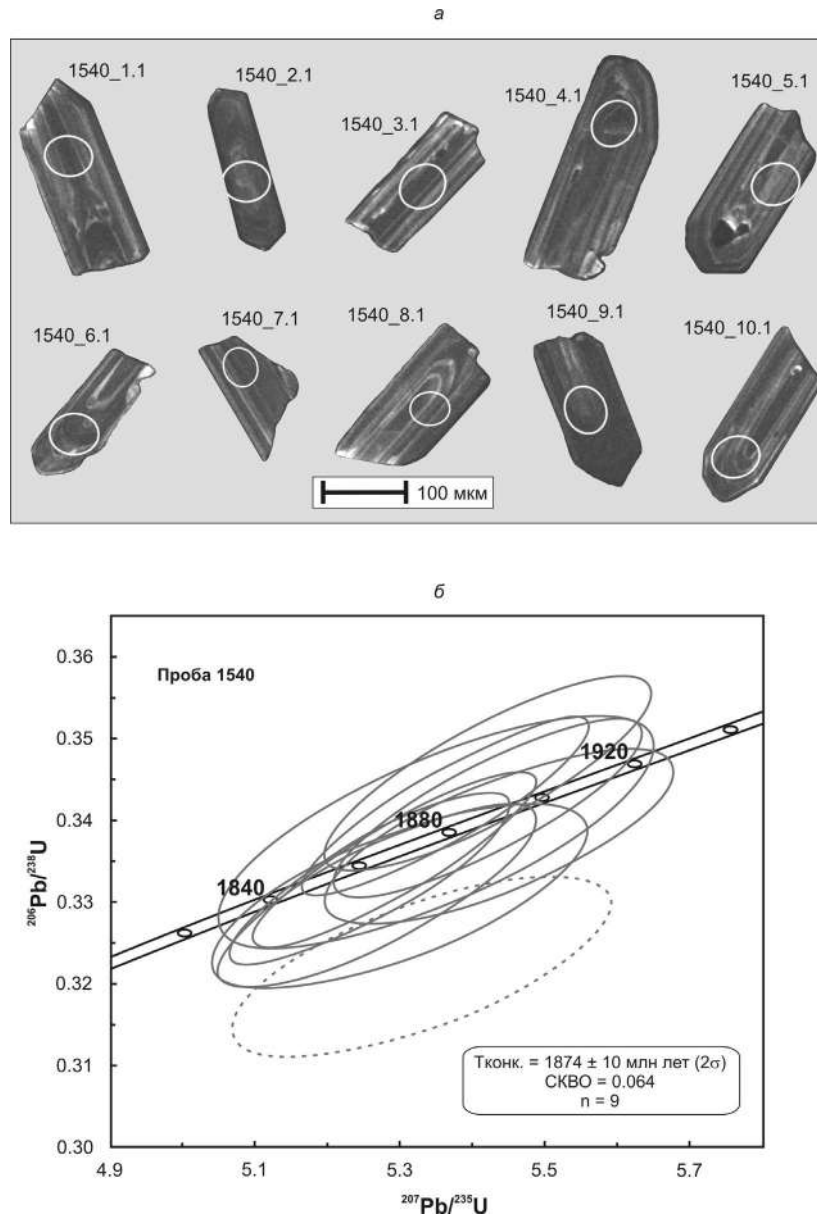 а
1540_1.1
1540_2.1
1540_3.1
1540_4.1
1540_5.1
1540_6.1
1540_7.1
1540_8.1
1540_9.1
1540_10.1
100 мкм
б
Проба 1540
0.36
0.35
0.34
0.33
0.32
0.31
0.30
²⁰⁶Pb/²³⁸U
1920
1880
1840
Тконк. = 1874 ± 10 млн лет (2σ)
СКВО = 0.064
n = 9
4.9 5.1 5.3 5.5 5.7
²⁰⁷Pb/²³⁵U